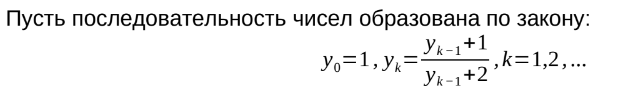 Пусть последовательность чисел образована по закону:
y₀=1, yₖ=(yₖ₋₁+1)/(yₖ₋₁+2), k=1,2,...